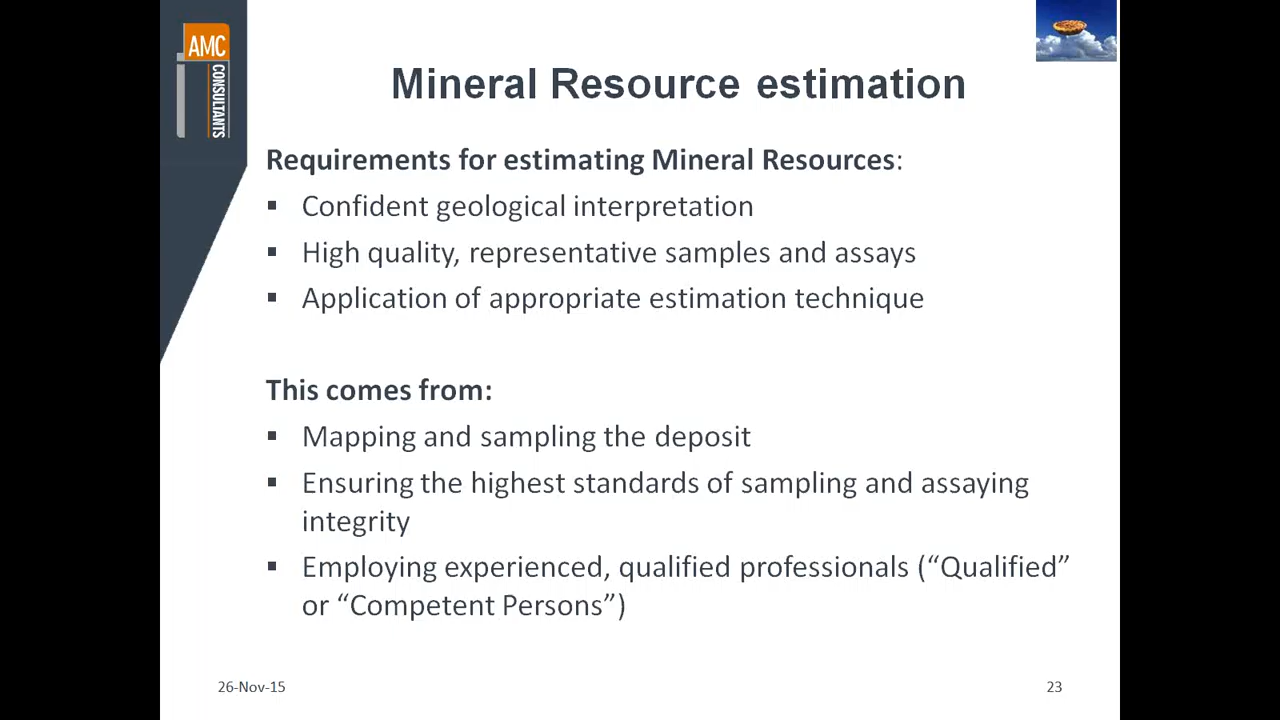 AMC
CONSULTANTS
Mineral Resource estimation
Requirements for estimating Mineral Resources:
▪ Confident geological interpretation
▪ High quality, representative samples and assays
▪ Application of appropriate estimation technique
This comes from:
▪ Mapping and sampling the deposit
▪ Ensuring the highest standards of sampling and assaying
integrity
▪ Employing experienced, qualified professionals (“Qualified”
or “Competent Persons”)
26-Nov-15
23